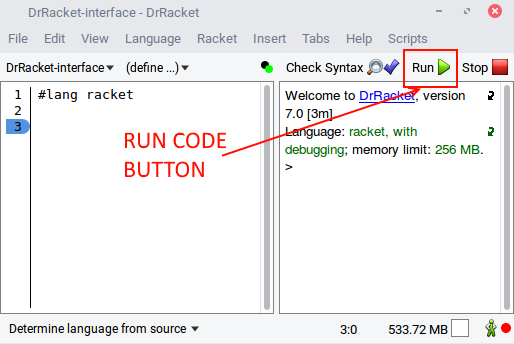 DrRacket-interface - DrRacket
File Edit View Language Racket Insert Tabs Help Scripts
DrRacket-interface▾ (define ...)▾ Check Syntax Run Stop
1 #lang racket
2
3
RUN CODE
BUTTON
Welcome to DrRacket, version
7.0 [3m].
Language: racket, with
debugging; memory limit: 256 MB.
>
Determine language from source ▾ 3:0 533.72 MB